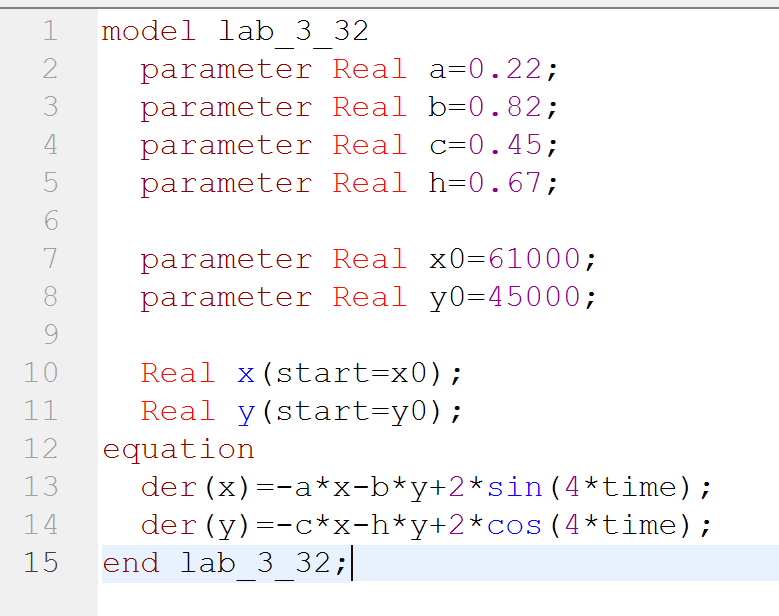 1 model lab_3_32
2   parameter Real a=0.22;
3   parameter Real b=0.82;
4   parameter Real c=0.45;
5   parameter Real h=0.67;
6
7   parameter Real x0=61000;
8   parameter Real y0=45000;
9
10   Real x(start=x0);
11   Real y(start=y0);
12 equation
13   der(x)=-a*x-b*y+2*sin(4*time);
14   der(y)=-c*x-h*y+2*cos(4*time);
15 end lab_3_32;